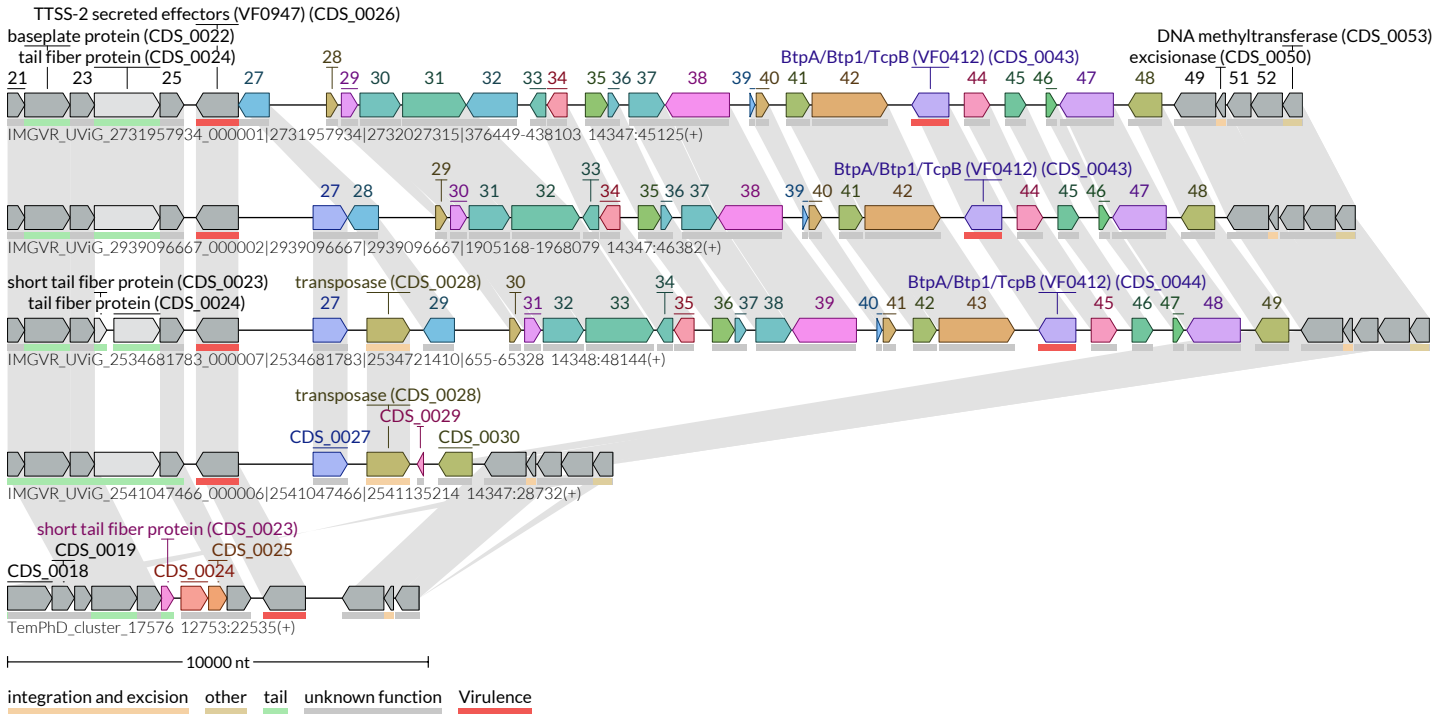 TTSS-2 secreted effectors (VF0947) (CDS_0026)
baseplate protein (CDS_0022) DNA methyltransferase (CDS_0053)
tail fiber protein (CDS_0024) 28 BtpA/Btp1/TcpB (VF0412) (CDS_0043) excisionase (CDS_0050)
21 23 25 27 29 30 31 32 33 34 35 36 37 38 39 40 41 42 44 45 46 47 48 49 51 52
IMGVR_UViG_2731957934_000001|2731957934|2732027315|376449-438103 14347:45125(+)
29 33 BtpA/Btp1/TcpB (VF0412) (CDS_0043)
27 28 30 31 32 34 35 36 37 38 39 40 41 42 44 45 46 47 48
IMGVR_UViG_2939096667_000002|2939096667|2939096667|1905168-1968079 14347:46382(+)
short tail fiber protein (CDS_0023) transposase (CDS_0028) 30 34 BtpA/Btp1/TcpB (VF0412) (CDS_0044)
tail fiber protein (CDS_0024) 27 29 31 32 33 35 36 37 38 39 40 41 42 43 45 46 47 48 49
IMGVR_UViG_2534681783_000007|2534681783|2534721410|655-65328 14348:48144(+)
transposase (CDS_0028)
CDS_0029
CDS_0027 CDS_0030
IMGVR_UViG_2541047466_000006|2541047466|2541135214 14347:28732(+)
short tail fiber protein (CDS_0023)
CDS_0019 CDS_0025
CDS_0018 CDS_0024
TemPhD_cluster_17576 12753:22535(+)
10000 nt
integration and excision other tail unknown function Virulence